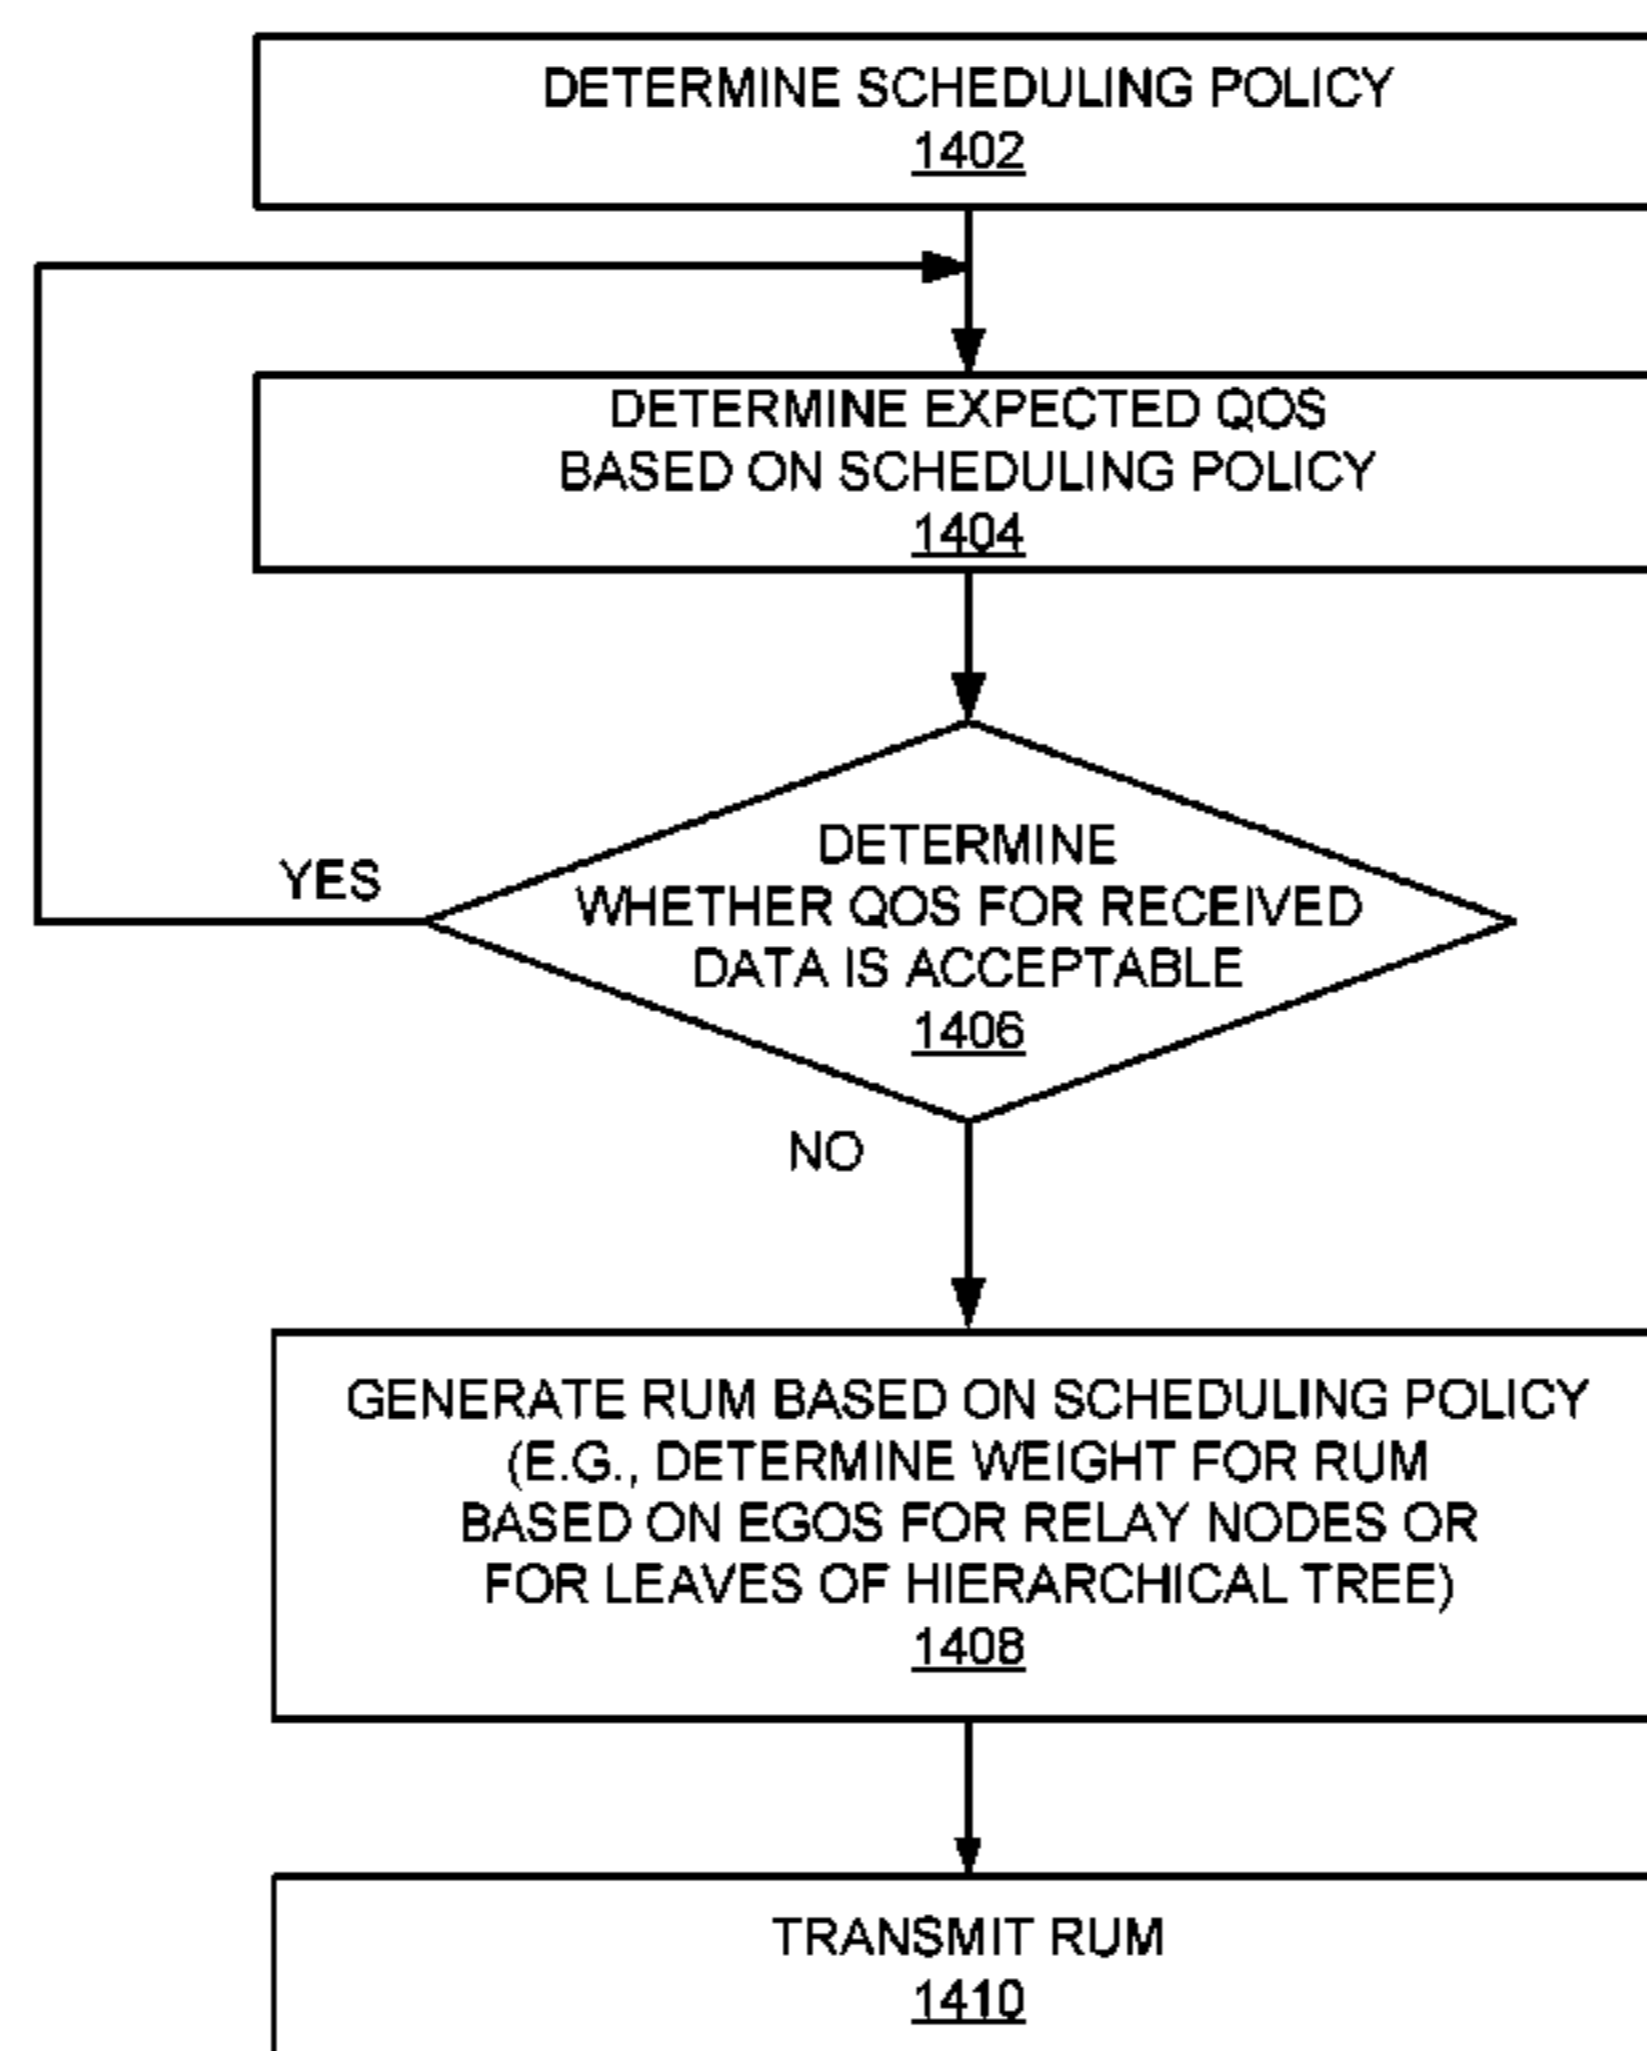 DETERMINE SCHEDULING POLICY
1402
DETERMINE EXPECTED QOS
BASED ON SCHEDULING POLICY
1404
DETERMINE
WHETHER QOS FOR RECEIVED
DATA IS ACCEPTABLE
1406
YES
NO
GENERATE RUM BASED ON SCHEDULING POLICY
(E.G., DETERMINE WEIGHT FOR RUM
BASED ON EGOS FOR RELAY NODES OR
FOR LEAVES OF HIERARCHICAL TREE)
1408
TRANSMIT RUM
1410